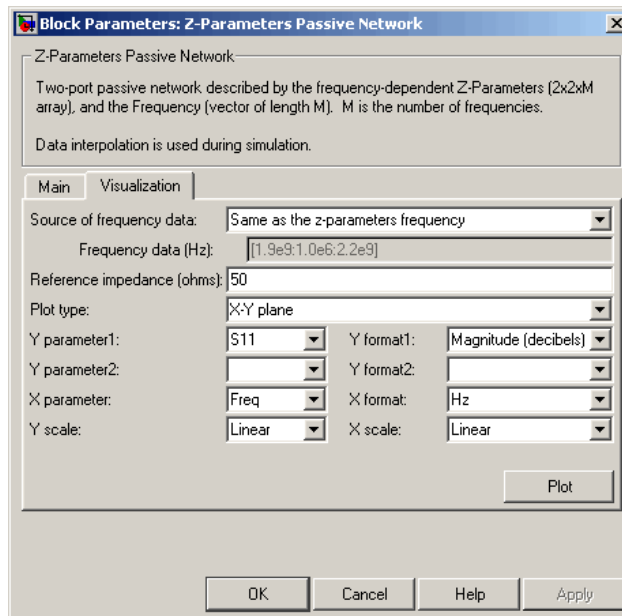 Block Parameters: Z-Parameters Passive Network
Z-Parameters Passive Network
Two-port passive network described by the frequency-dependent Z-Parameters (2x2xM
array), and the Frequency (vector of length M). M is the number of frequencies.
Data interpolation is used during simulation.
Main Visualization
Source of frequency data: Same as the z-parameters frequency
Frequency data (Hz): [1.9e9:1.0e6:2.2e9]
Reference impedance (ohms): 50
Plot type: X-Y plane
Y parameter1: S11 Y format1: Magnitude (decibels)
Y parameter2: Y format2:
X parameter: Freq X format: Hz
Y scale: Linear X scale: Linear
Plot
OK Cancel Help Apply